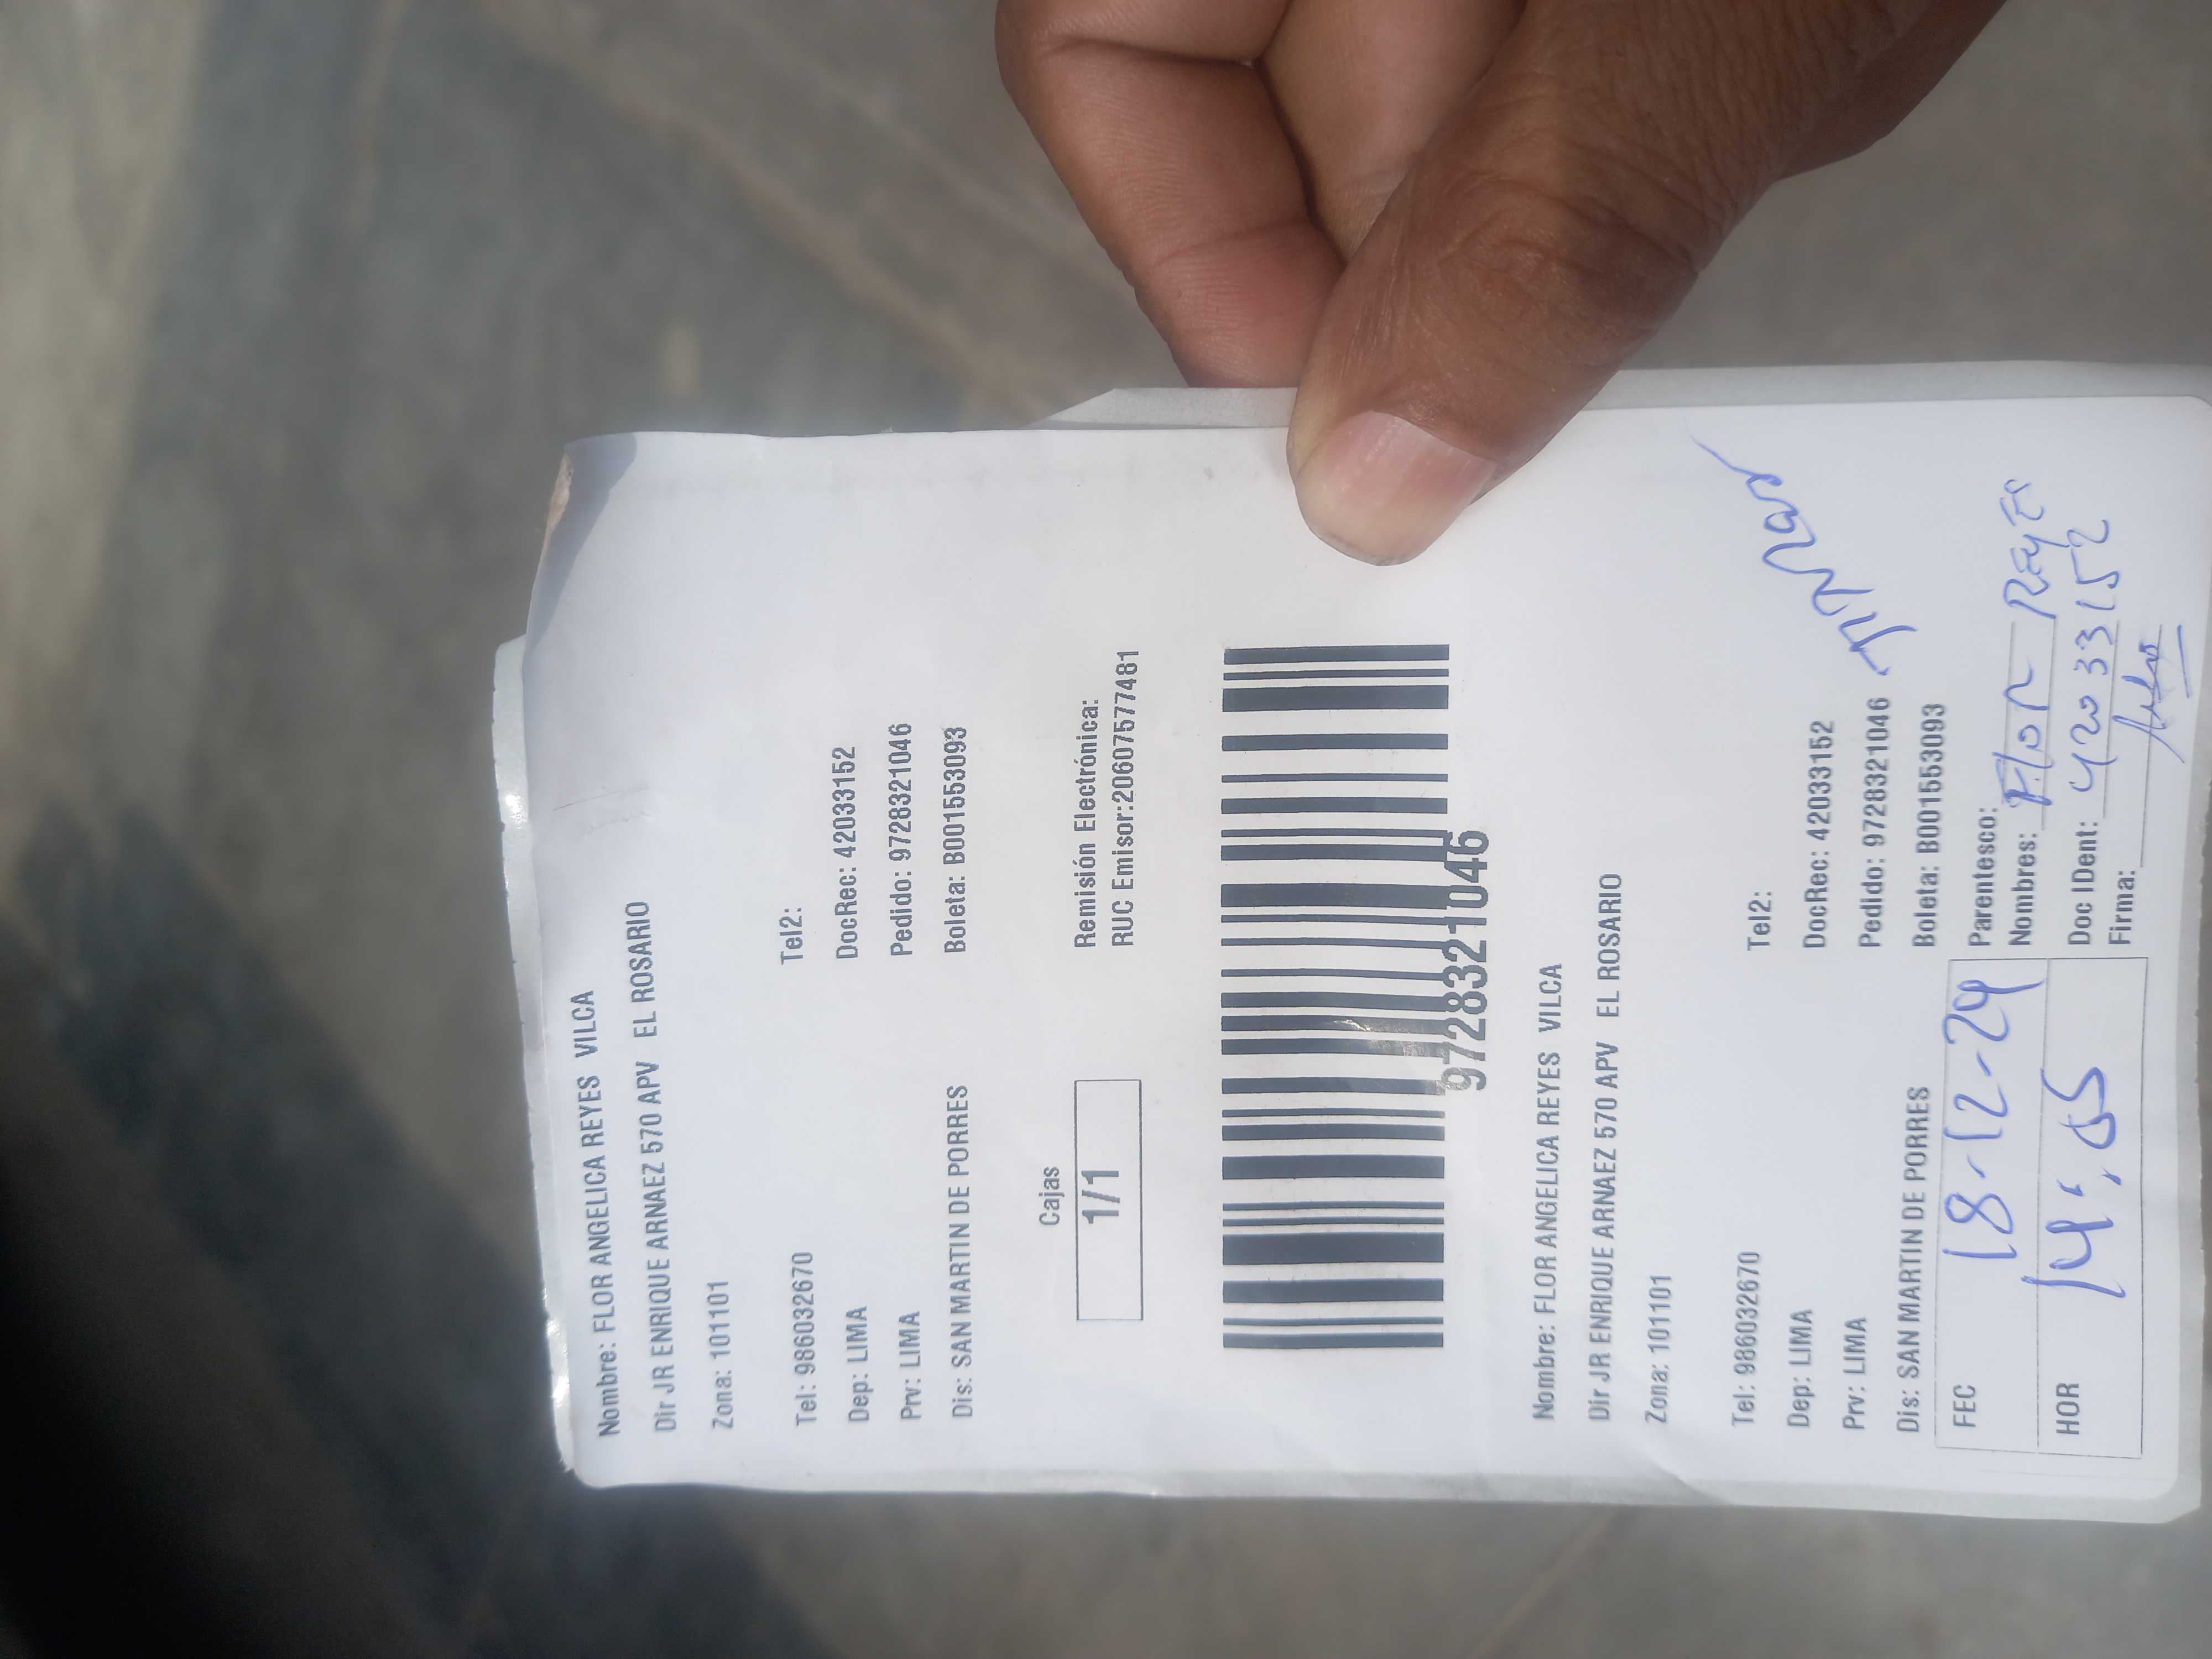 Nombre: FLOR ANGELICA REYES VILCA
Dir JR ENRIQUE ARNAEZ 570 APV EL ROSARIO
Zona: 101101
Tel: 986032670 Tel2:
Dep: LIMA DocRec: 42033152
Prv: LIMA Pedido: 9728321046
Dis: SAN MARTIN DE PORRES Boleta: B001553093
Cajas
1/1
Remisión Electrónica:
RUC Emisor:20607577481
9728321046
Nombre: FLOR ANGELICA REYES VILCA
Dir JR ENRIQUE ARNAEZ 570 APV EL ROSARIO
Zona: 101101
Tel: 986032670 Tel2:
Dep: LIMA DocRec: 42033152
Prv: LIMA Pedido: 9728321046
Dis: SAN MARTIN DE PORRES Boleta: B001553093
FEC 18-12-24
HOR 14:05
Parentesco:
Nombres: Flor Reyes
Doc IDent: 42033152
Firma: